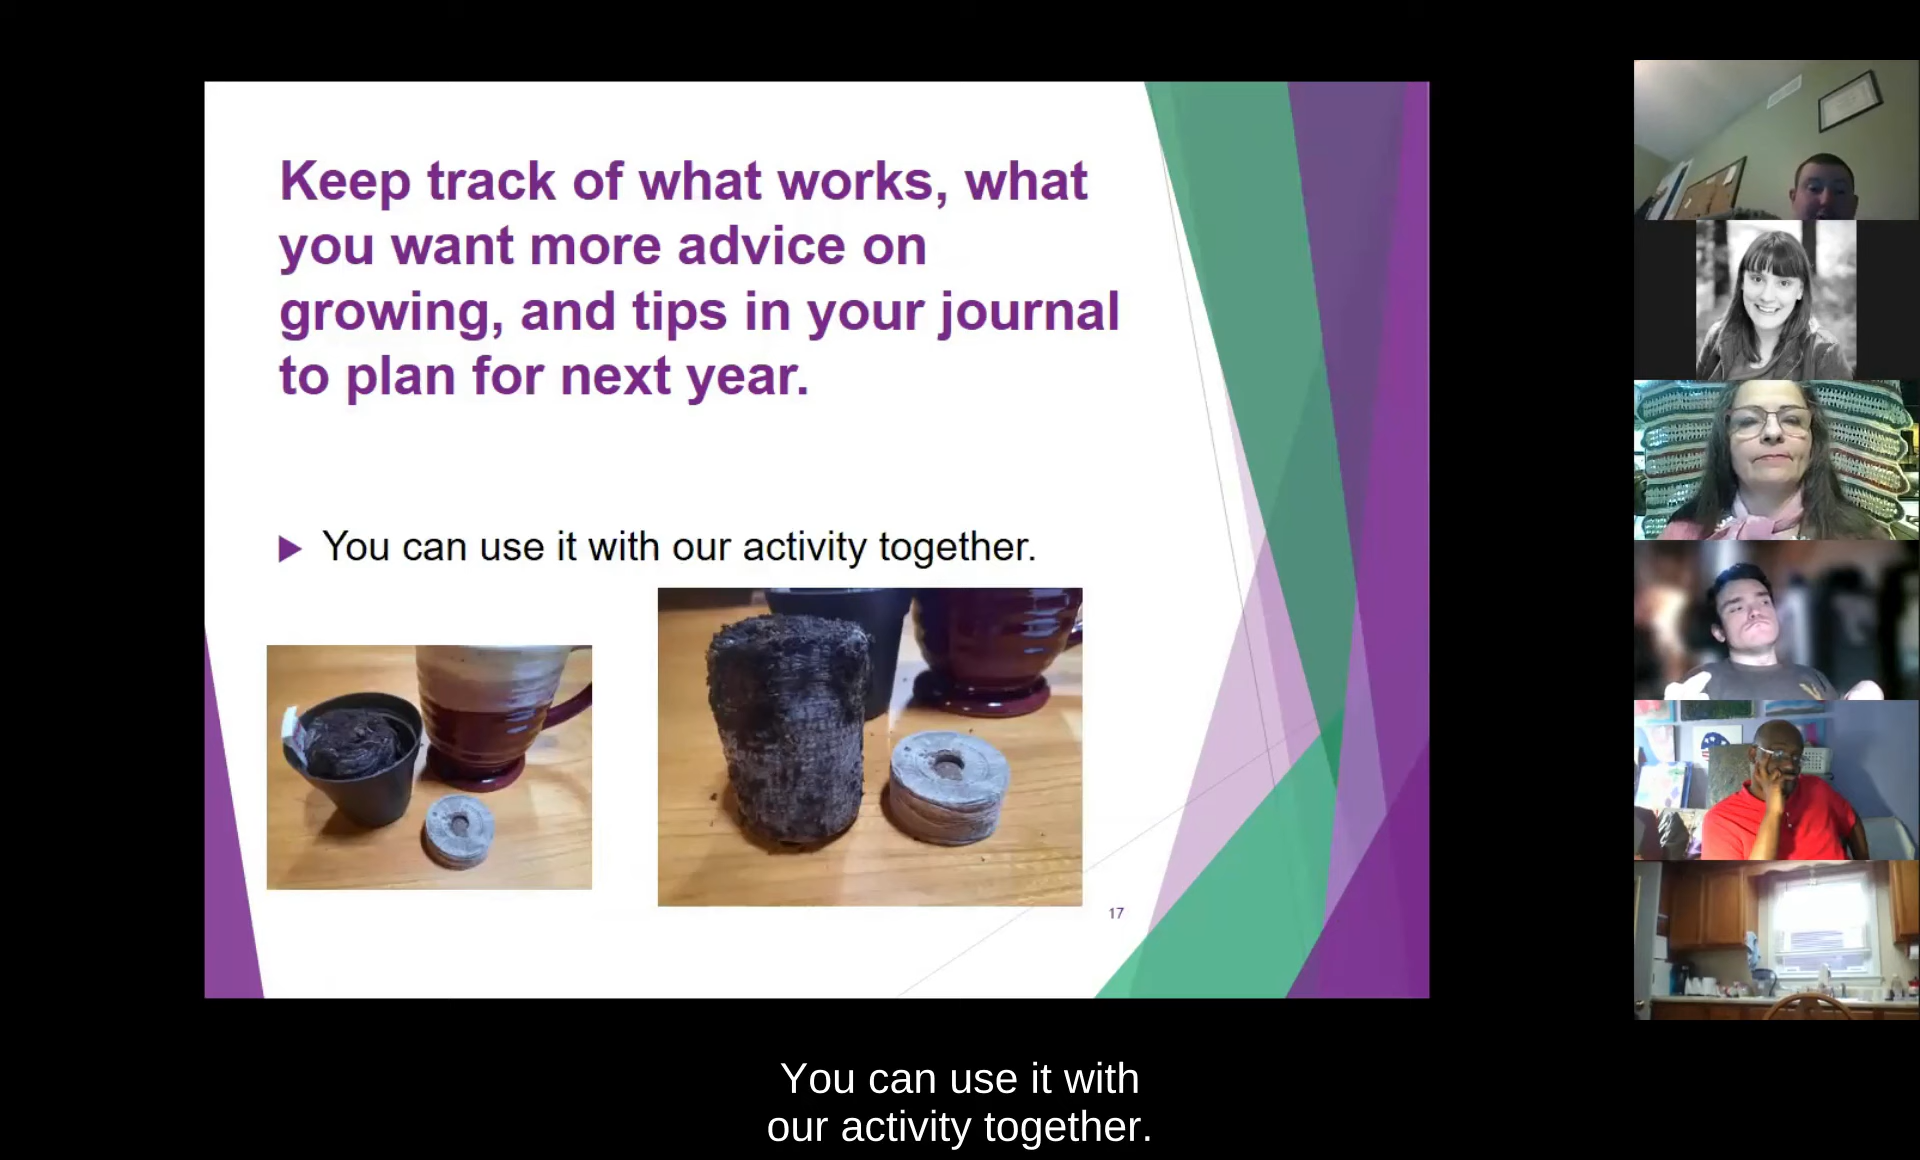 Keep track of what works, what
you want more advice on
growing, and tips in your journal
to plan for next year.
You can use it with our activity together.
17
You can use it with
our activity together.